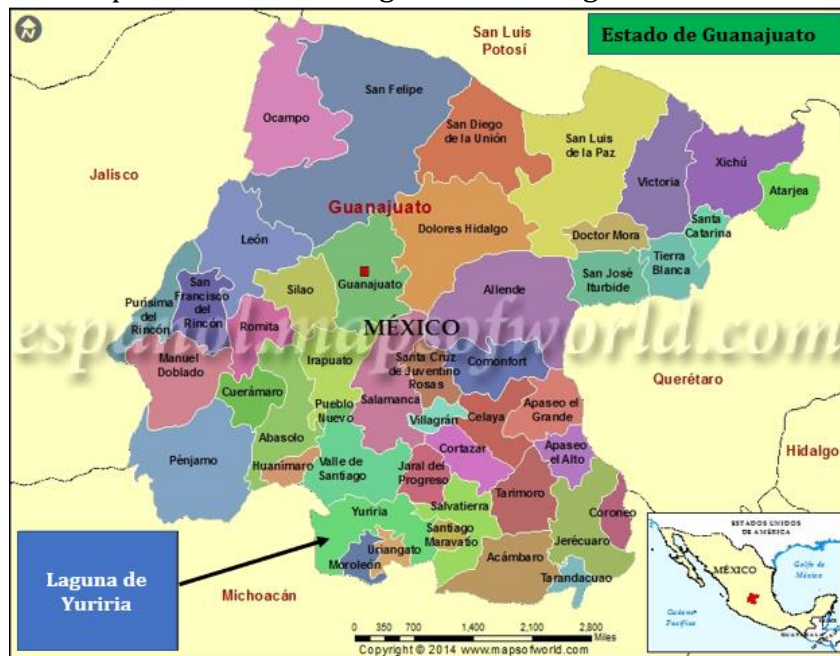 San Luis
Potosí
Estado de Guanajuato
San Felipe
Ocampo
San Diego
de la Unión
San Luis
de la Paz
Xichú
Jalisco
Victoria
Atarjea
Guanajuato
Dolores Hidalgo
Santa
Catarina
León
Doctor Mora
Tierra
Blanca
San José
Iturbide
Guanajuato
Silao
Allende
San
Francisco
del
Rincón
Purísima
del
Rincón
Romita
MÉXICO
español.mapsofworld.com
Manuel
Doblado
Irapuato
Santa Cruz
de Juventino
Rosas
Comonfort
Querétaro
Cuerámaro
Salamanca
Pueblo
Nuevo
Villagrán
Celaya
Apaseo el
Grande
Abasolo
Cortazar
Apaseo
el Alto
Hidalgo
Pénjamo
Huanímaro
Valle de
Santiago
Jaral del
Progreso
Tarimoro
Yuriria
Salvatierra
Coroneo
Santiago
Maravatío
Jerécuaro
Uriangato
Moroleón
Acámbaro
Tarandacuao
Laguna de
Yuriria
Michoacán
0 350 700 1,400 2,100 2,800
Miles
Copyright © 2014 www.mapsofworld.com
ESTADOS UNIDOS
DE AMÉRICA
MÉXICO
Golfo de
México
Océano
Pacífico